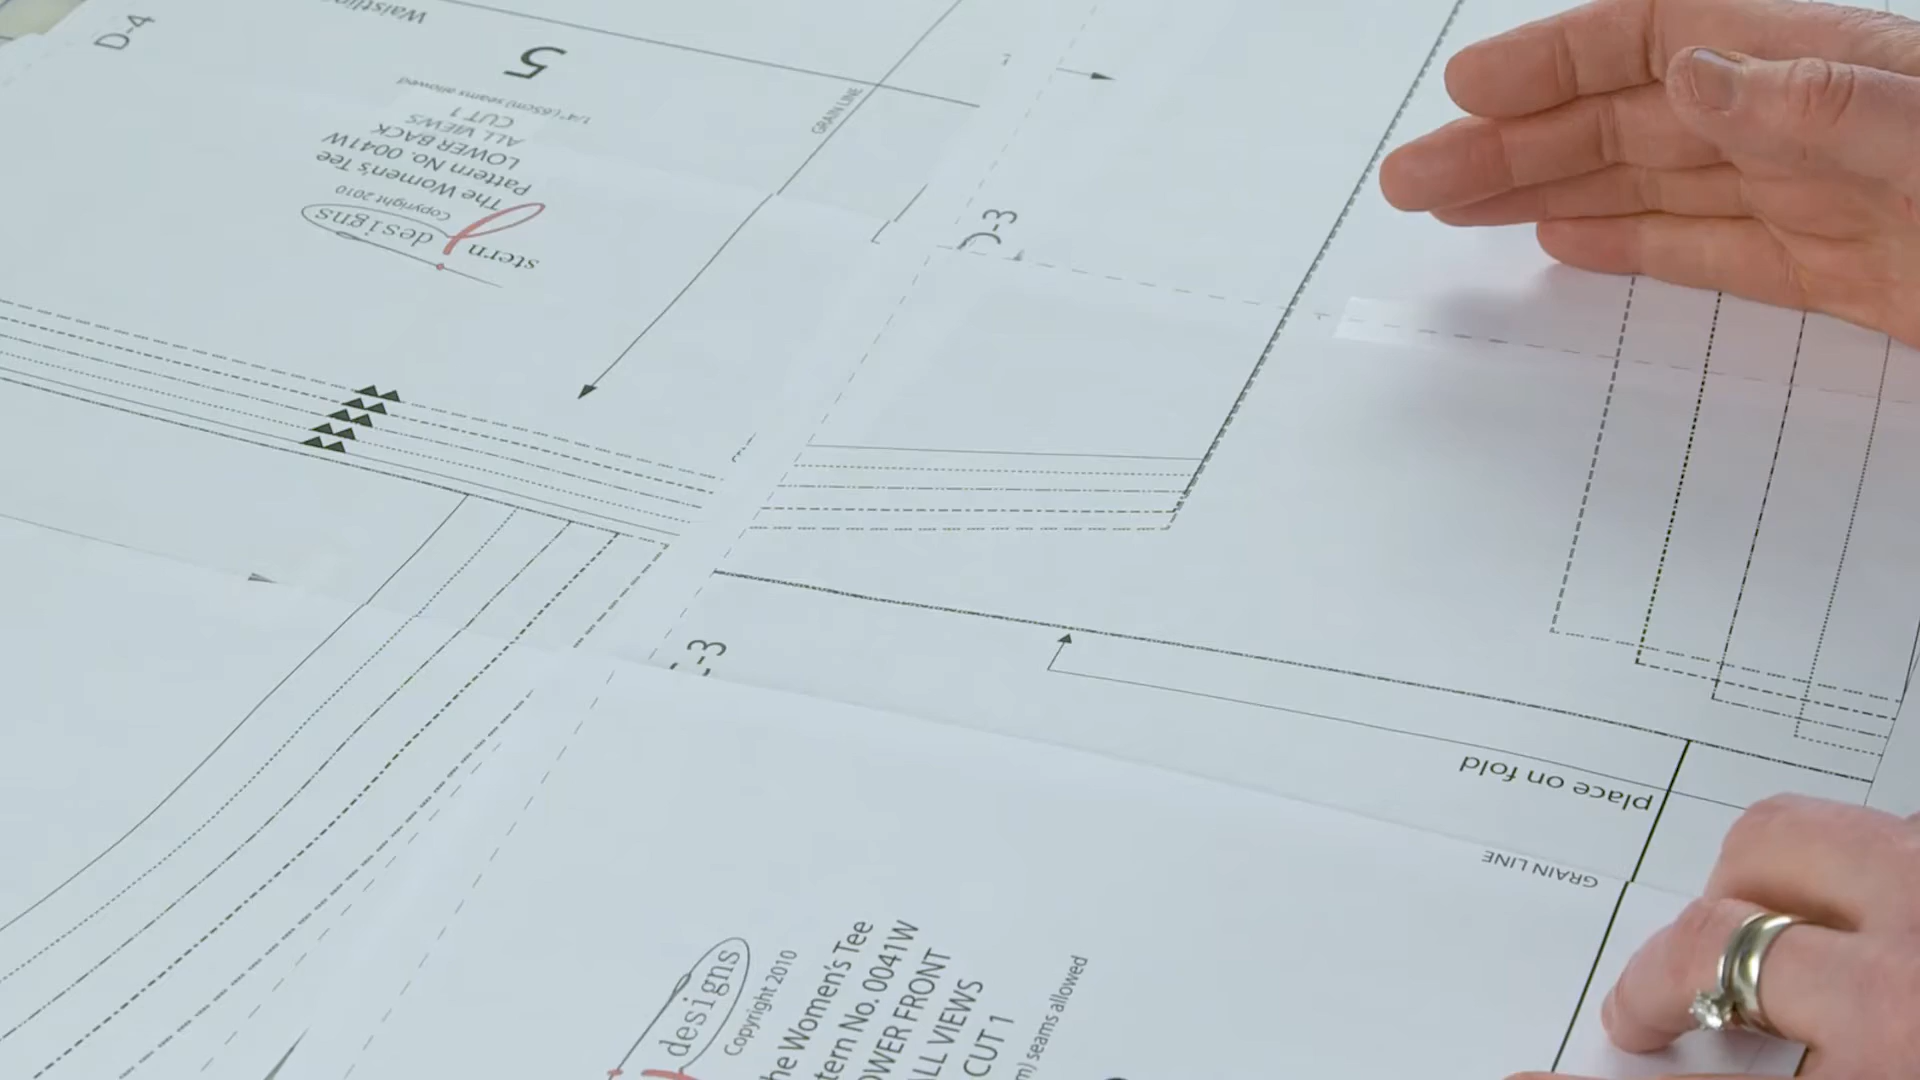 D-4
5
1/4" (.65cm) seams allowed
CUT 1
ALL VIEWS
LOWER BACK
Pattern No. 0041W
The Women's Tee
Copyright 2010
stern designs
GRAIN LINE
-3
-3
place on fold
GRAIN LINE
designs
Copyright 2010
he Women's Tee
tern No. 0041W
OWER FRONT
ALL VIEWS
CUT 1
m) seams allowed